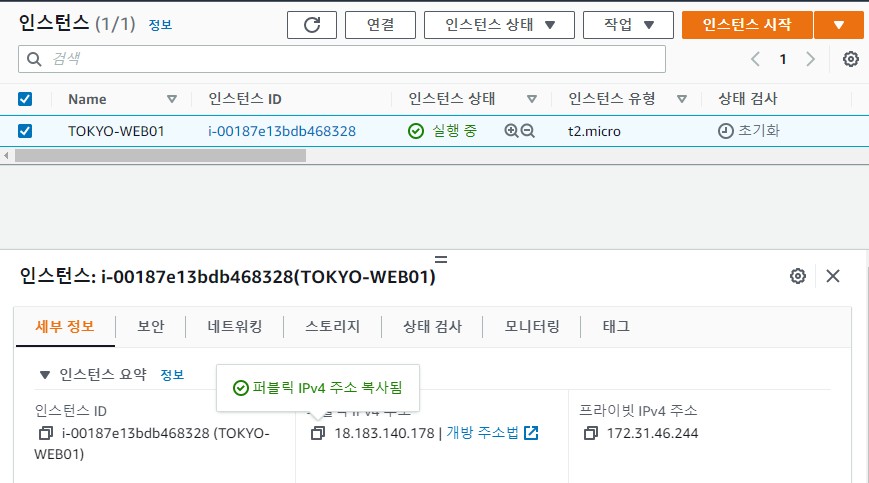 인스턴스 (1/1) 정보 연결 인스턴스 상태 작업 인스턴스 시작
검색 1
Name 인스턴스 ID 인스턴스 상태 인스턴스 유형 상태 검사
TOKYO-WEB01 i-00187e13bdb468328 실행 중 t2.micro 초기화
인스턴스: i-00187e13bdb468328(TOKYO-WEB01)
세부 정보 보안 네트워킹 스토리지 상태 검사 모니터링 태그
인스턴스 요약 정보
퍼블릭 IPv4 주소 복사됨
인스턴스 ID 퍼블릭 IPv4 주소 프라이빗 IPv4 주소
i-00187e13bdb468328 (TOKYO- 18.183.140.178 | 개방 주소법 172.31.46.244
WEB01)